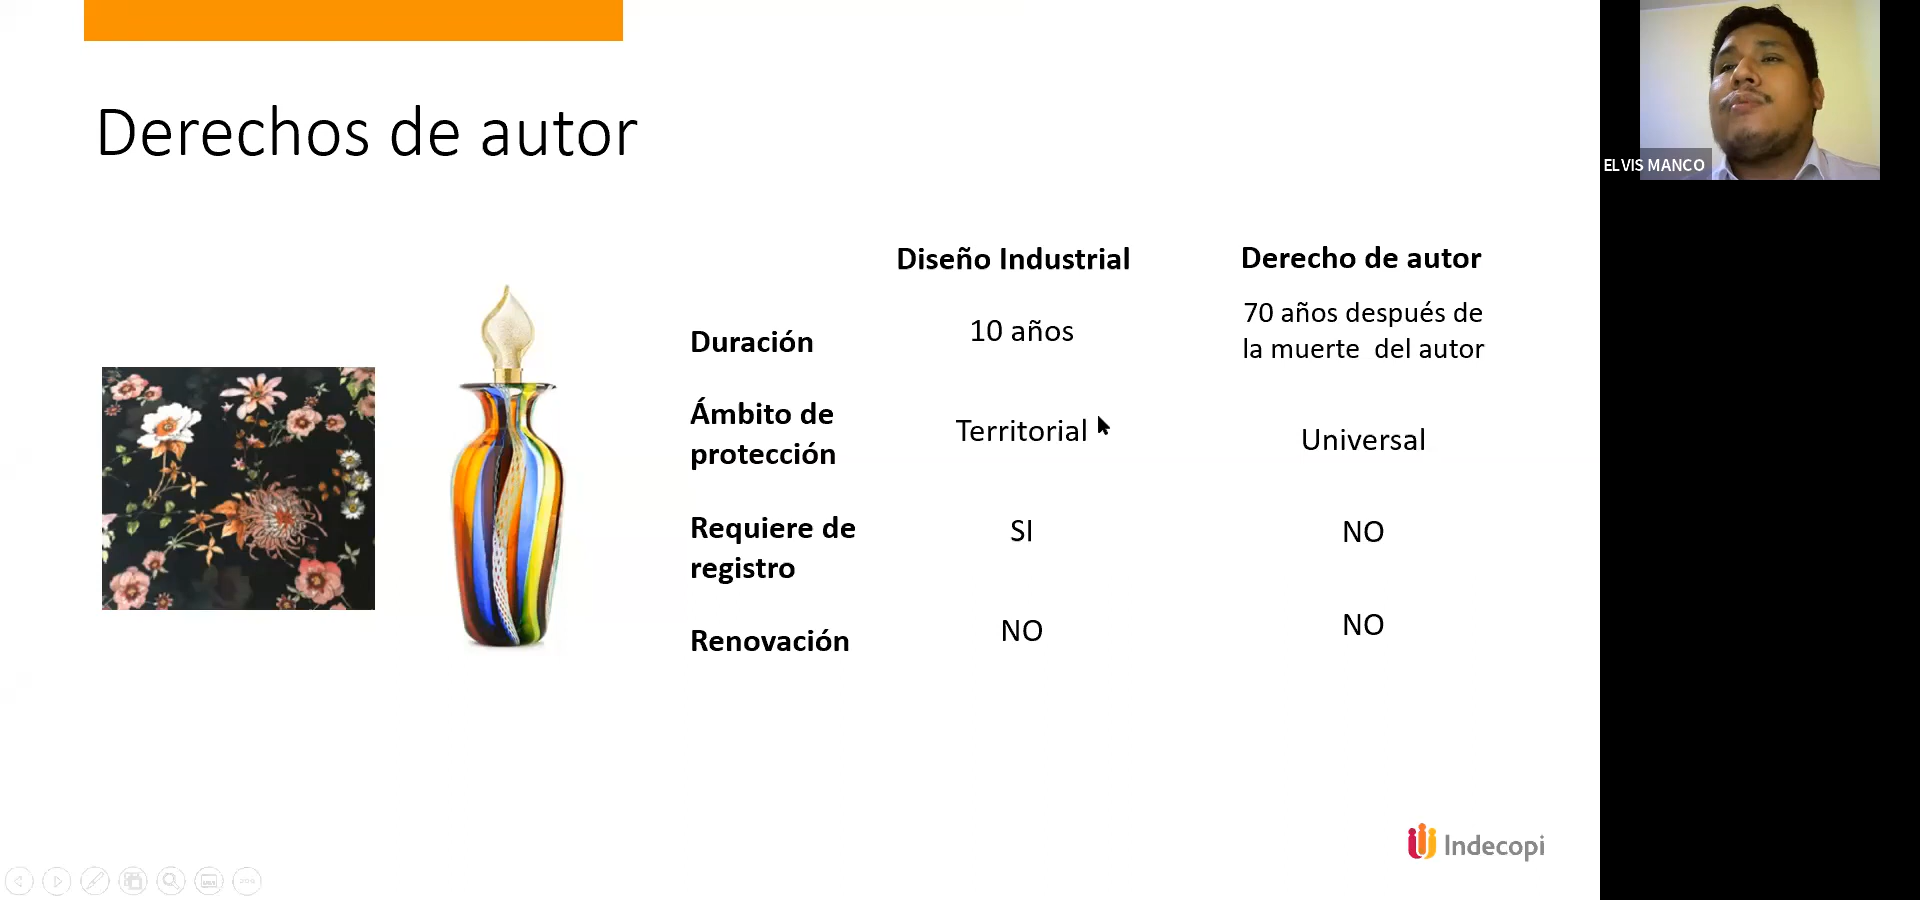 Derechos de autor
ELVIS MANCO
Diseño Industrial
Derecho de autor
Duración
10 años
70 años después de
la muerte del autor
Ámbito de
protección
Territorial
Universal
Requiere de
registro
SI
NO
Renovación
NO
NO
Indecopi